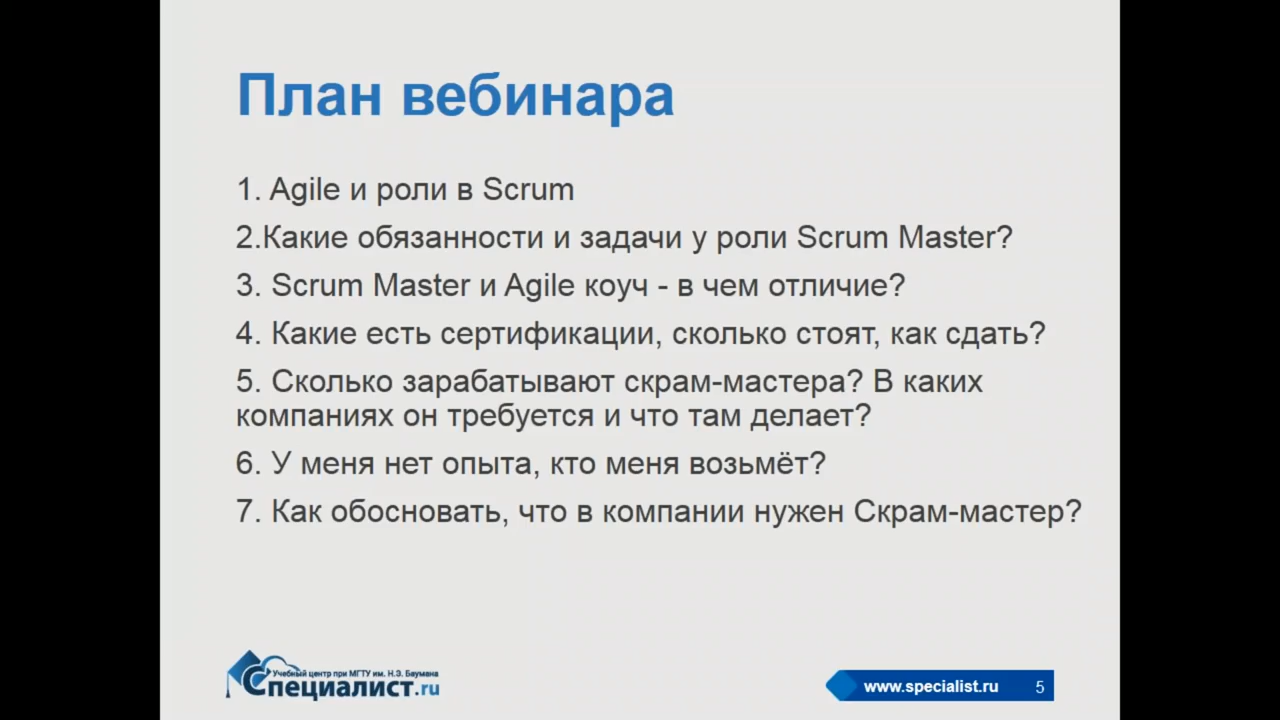 План вебинара
1. Agile и роли в Scrum
2.Какие обязанности и задачи у роли Scrum Master?
3. Scrum Master и Agile коуч - в чем отличие?
4. Какие есть сертификации, сколько стоят, как сдать?
5. Сколько зарабатывают скрам-мастера? В каких
компаниях он требуется и что там делает?
6. У меня нет опыта, кто меня возьмёт?
7. Как обосновать, что в компании нужен Скрам-мастер?
Учебный центр при МГТУ им. Н.Э. Баумана
Специалист.ru
www.specialist.ru 5